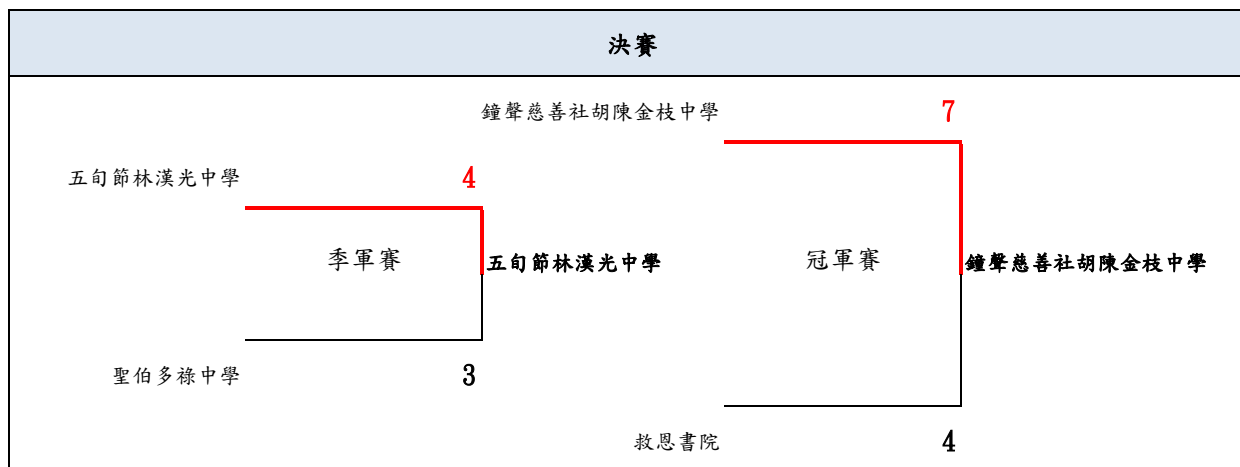 決賽
鐘聲慈善社胡陳金枝中學
7
五旬節林漢光中學
4
季軍賽
五旬節林漢光中學
冠軍賽
鐘聲慈善社胡陳金枝中學
聖伯多祿中學
3
救恩書院
4